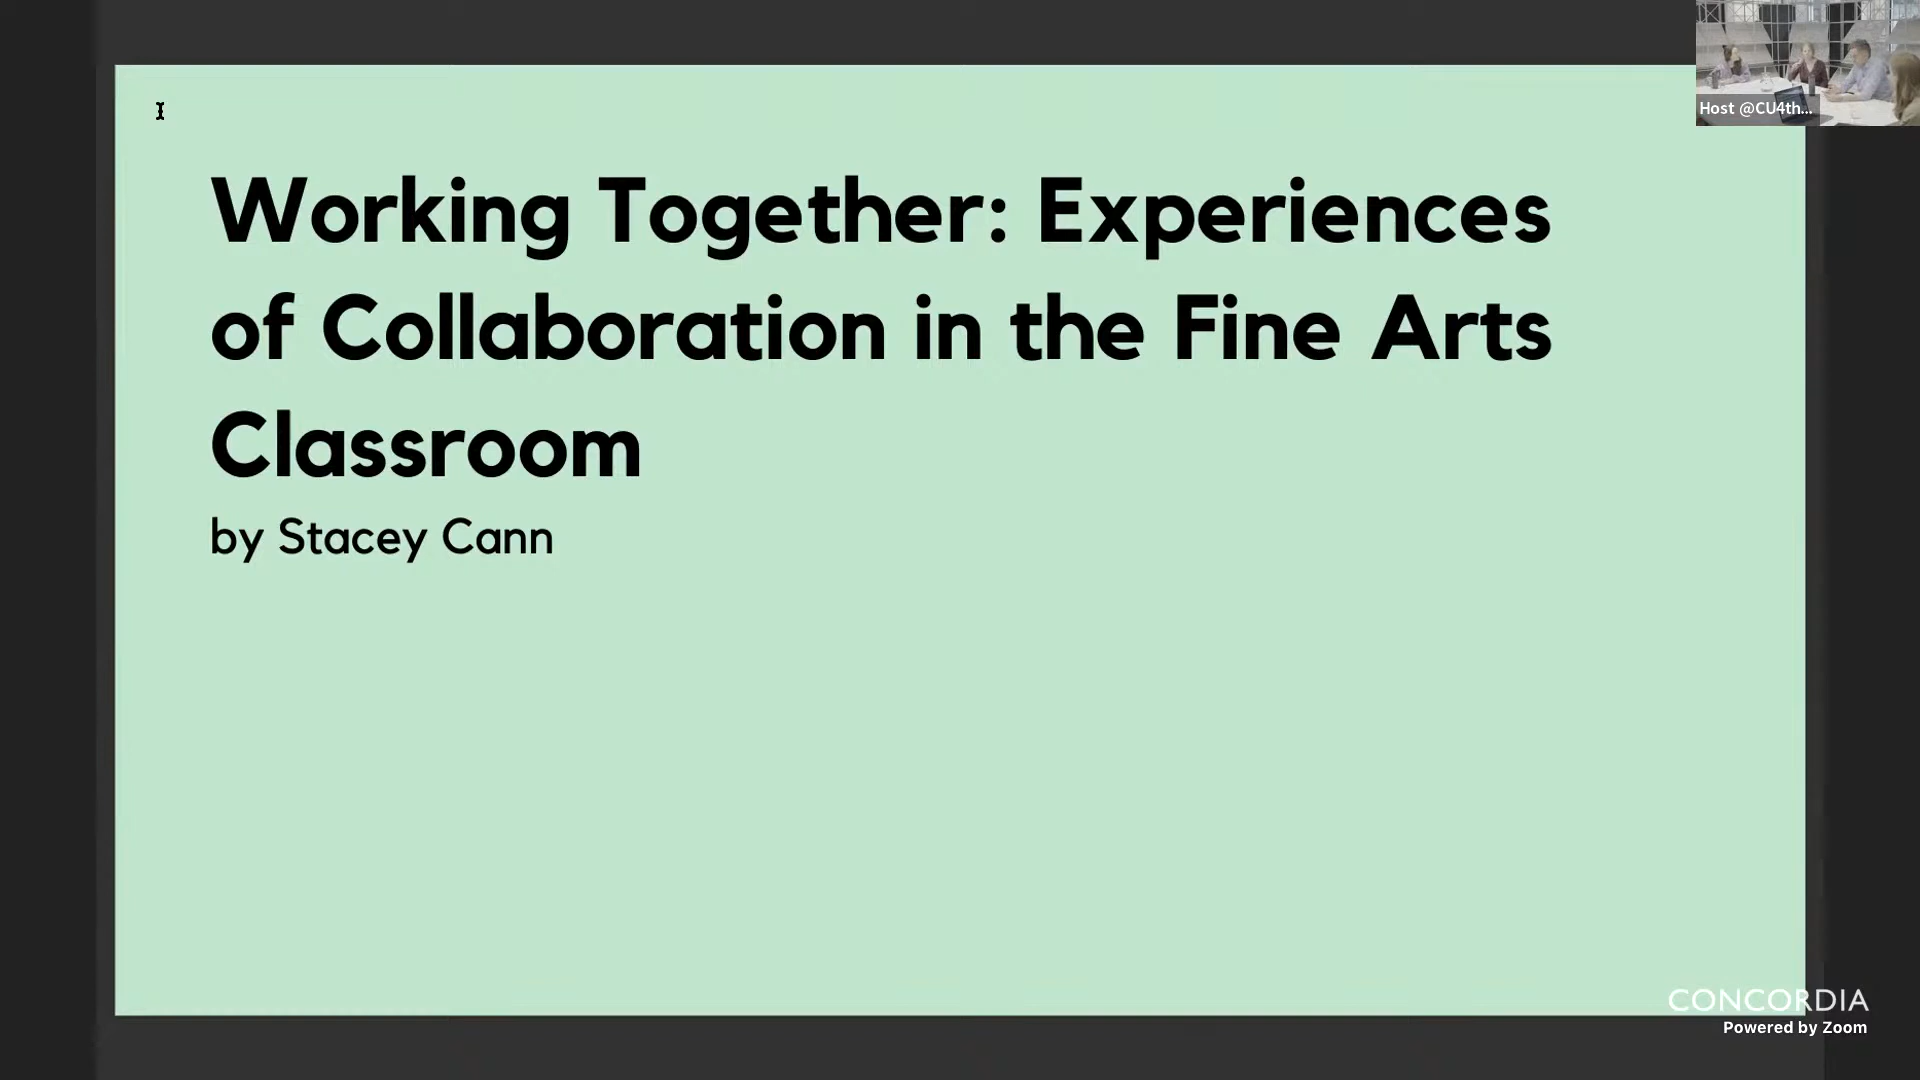 Host @CU4th...
Working Together: Experiences
of Collaboration in the Fine Arts
Classroom
by Stacey Cann
CONCORDIA
Powered by Zoom